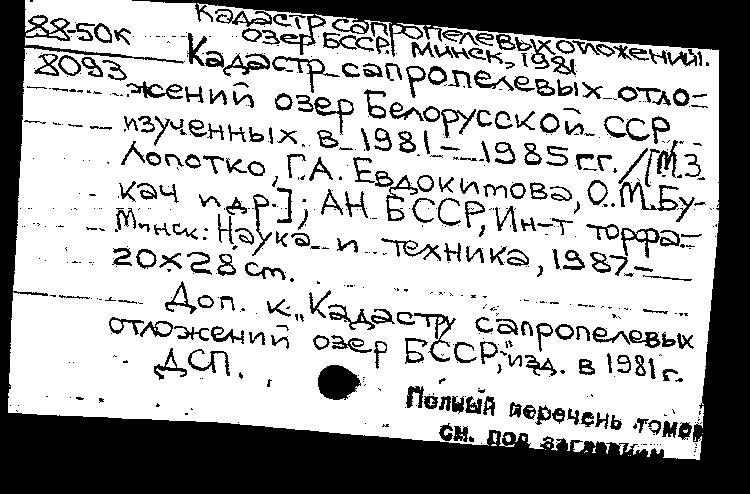 Кадастр сапропелевых отложений
88-50к озер БССР. Минск, 1981
8093 Кадастр сапропелевых отло-
жений озер Белорусской ССР,
изученных в 1981-1985 гг. / [М.З.
Лопотко, Г.А. Евдокимова, О.М. Бу-
кач и др.]; АН БССР, Ин-т торфа.-
Минск: Наука и техника, 1987.-
20х28 cm.
Доп. к „Кадастру сапропелевых
отложений озер БССР," изд. в 1981 г.
ДСП.
Полный перечень томов
см. под заглавием